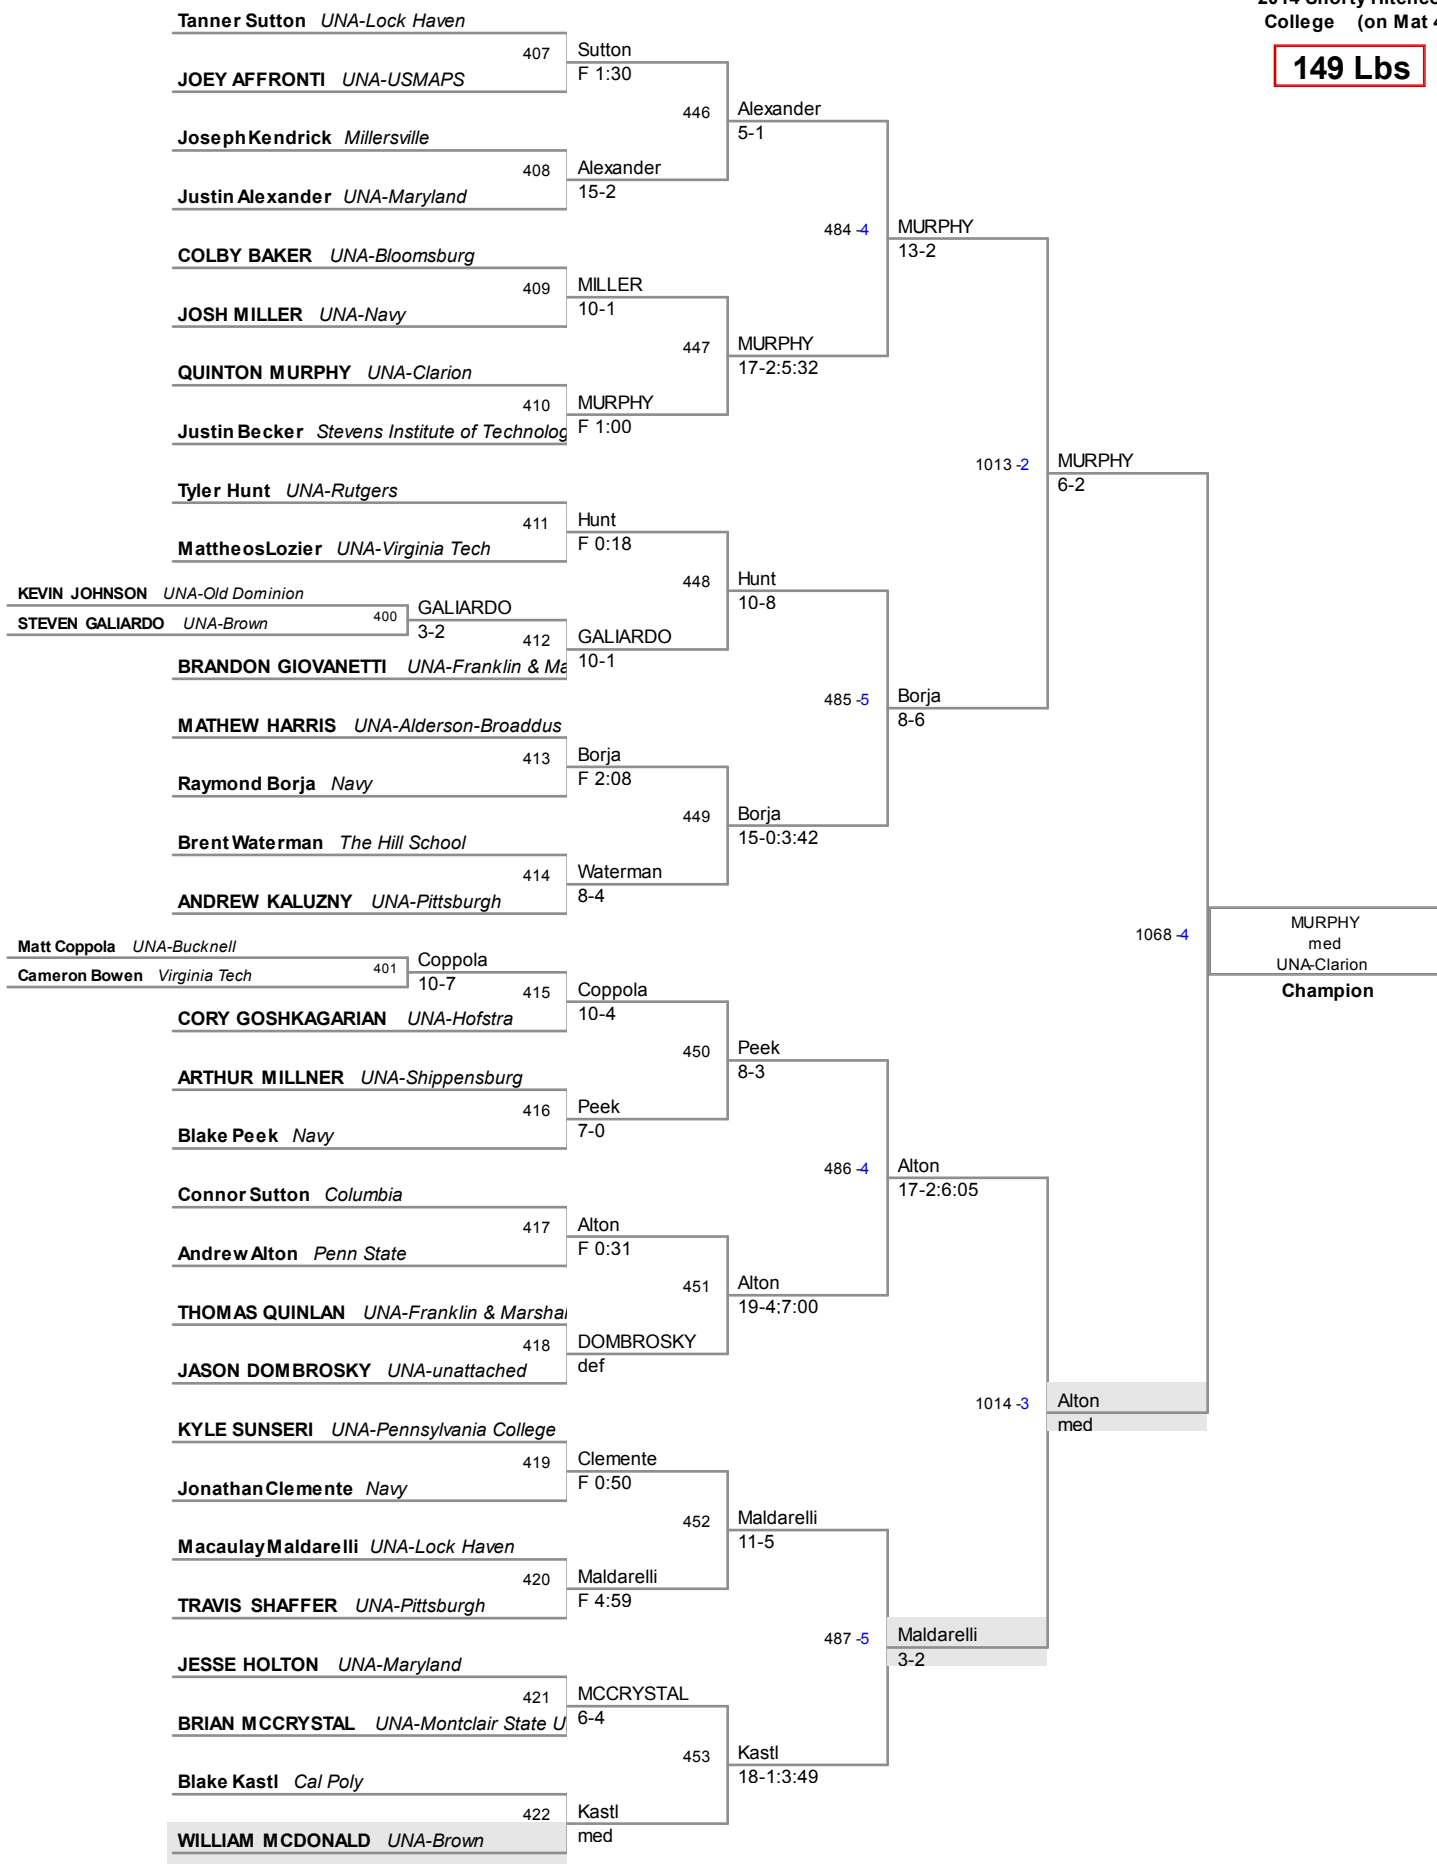 2014 Shorty Hitchco
College (on Mat 4
149 Lbs
Tanner Sutton UNA-Lock Haven
407 Sutton
F 1:30
JOEY AFFRONTI UNA-USMAPS
446 Alexander
5-1
Joseph Kendrick Millersville
408 Alexander
15-2
Justin Alexander UNA-Maryland
484 -4 MURPHY
13-2
COLBY BAKER UNA-Bloomsburg
409 MILLER
10-1
JOSH MILLER UNA-Navy
447 MURPHY
17-2:5:32
QUINTON MURPHY UNA-Clarion
410 MURPHY
F 1:00
Justin Becker Stevens Institute of Technolog
1013 -2 MURPHY
6-2
Tyler Hunt UNA-Rutgers
411 Hunt
F 0:18
Mattheos Lozier UNA-Virginia Tech
448 Hunt
10-8
KEVIN JOHNSON UNA-Old Dominion
400 GALIARDO
3-2
STEVEN GALIARDO UNA-Brown
412 GALIARDO
10-1
BRANDON GIOVANETTI UNA-Franklin & Ma
485 -5 Borja
8-6
MATHEW HARRIS UNA-Alderson-Broaddus
413 Borja
F 2:08
Raymond Borja Navy
449 Borja
15-0:3:42
Brent Waterman The Hill School
414 Waterman
8-4
ANDREW KALUZNY UNA-Pittsburgh
1068 -4 MURPHY
med
UNA-Clarion
Champion
Matt Coppola UNA-Bucknell
401 Coppola
10-7
Cameron Bowen Virginia Tech
415 Coppola
10-4
CORY GOSHKAGARIAN UNA-Hofstra
450 Peek
8-3
ARTHUR MILLNER UNA-Shippensburg
416 Peek
7-0
Blake Peek Navy
486 -4 Alton
17-2:6:05
Connor Sutton Columbia
417 Alton
F 0:31
Andrew Alton Penn State
451 Alton
19-4:7:00
THOMAS QUINLAN UNA-Franklin & Marshal
418 DOMBROSKY
def
JASON DOMBROSKY UNA-unattached
1014 -3 Alton
med
KYLE SUNSERI UNA-Pennsylvania College
419 Clemente
F 0:50
Jonathan Clemente Navy
452 Maldarelli
11-5
Macaulay Maldarelli UNA-Lock Haven
420 Maldarelli
F 4:59
TRAVIS SHAFFER UNA-Pittsburgh
487 -5 Maldarelli
3-2
JESSE HOLTON UNA-Maryland
421 MCCRYSTAL
6-4
BRIAN MCCRYSTAL UNA-Montclair State U
453 Kastl
18-1:3:49
Blake Kastl Cal Poly
422 Kastl
med
WILLIAM MCDONALD UNA-Brown